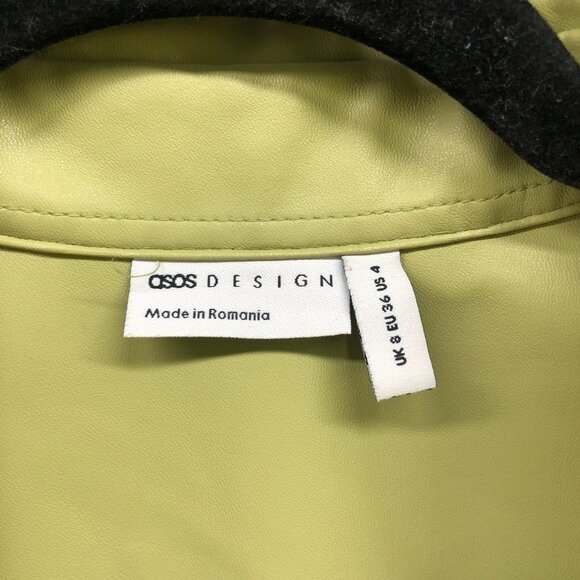 asos DESIGN
Made in Romania
UK 8 EU 36 US 4